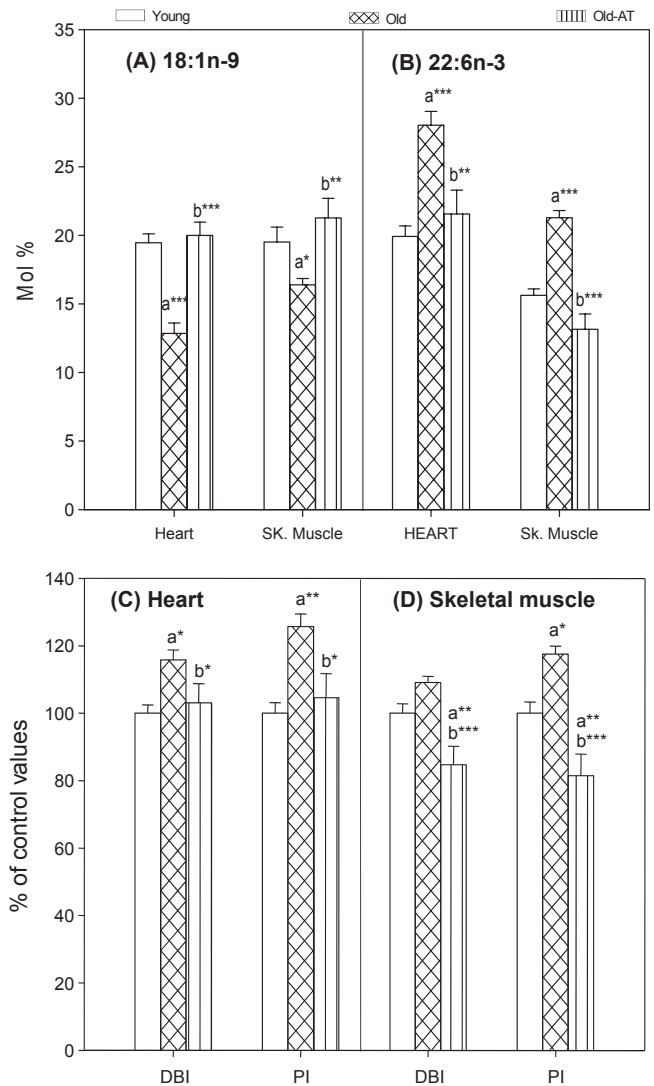 Young Old Old-AT
35
30
25
20
15
10
5
0
Mol %
(A) 18:1n-9 (B) 22:6n-3
a***
b***
a*
b**
a***
b**
a***
b***
Heart SK. Muscle HEART Sk. Muscle
140
120
100
80
60
40
20
0
% of control values
(C) Heart (D) Skeletal muscle
a*
b*
a**
b*
a**
b***
a*
a**
b***
DBI PI DBI PI